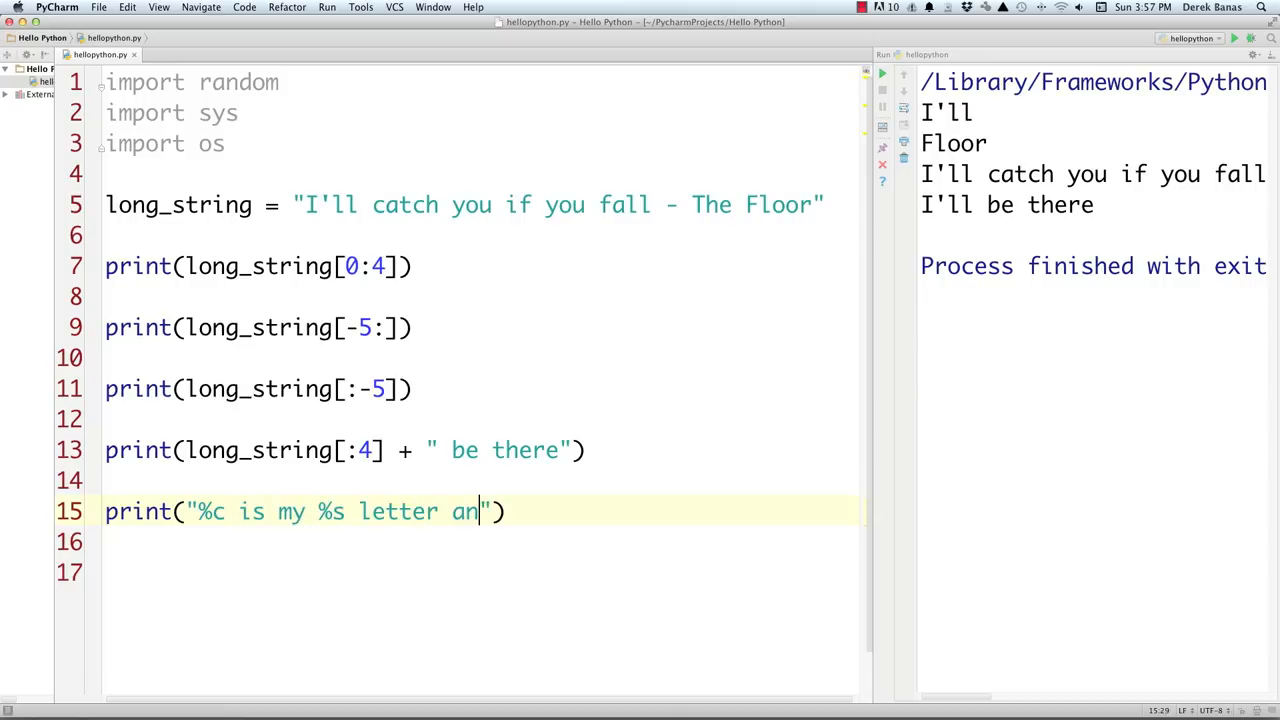 PyCharm File Edit View Navigate Code Refactor Run Tools VCS Window Help 10 Sun 3:57 PM Derek Banas
hellopython.py – Hello Python – [~/PycharmProjects/Hello Python]
Hello Python hellopython.py hellopython
hellopython.py Run hellopython
Hello P
hell
Externa
1 import random
2 import sys
3 import os
4
5 long_string = "I'll catch you if you fall - The Floor"
6
7 print(long_string[0:4])
8
9 print(long_string[-5:])
10
11 print(long_string[:-5])
12
13 print(long_string[:4] + " be there")
14
15 print("%c is my %s letter an")
16
17
/Library/Frameworks/Python
I'll
Floor
I'll catch you if you fall
I'll be there
Process finished with exit
15:29 LF UTF-8